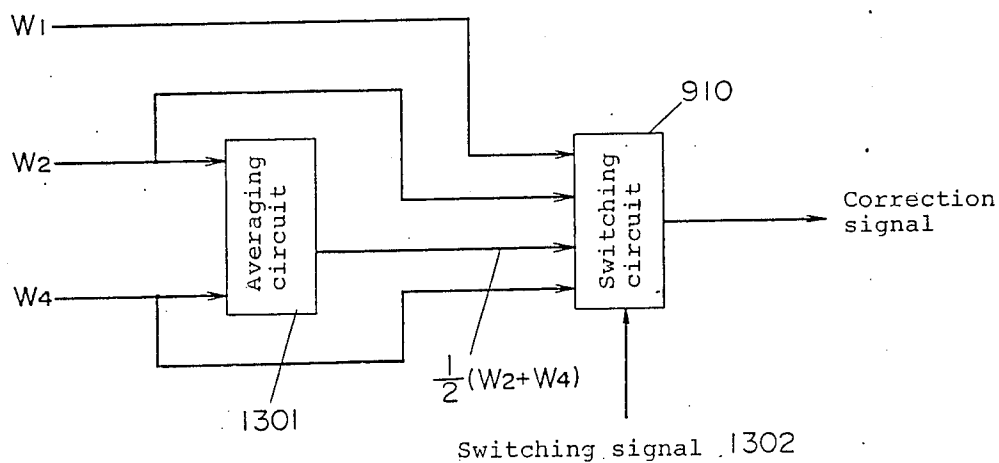 W1
910
W2
Averaging
circuit
Switching
circuit
Correction
signal
W4
1/2 (W2+W4)
1301
Switching signal 1302